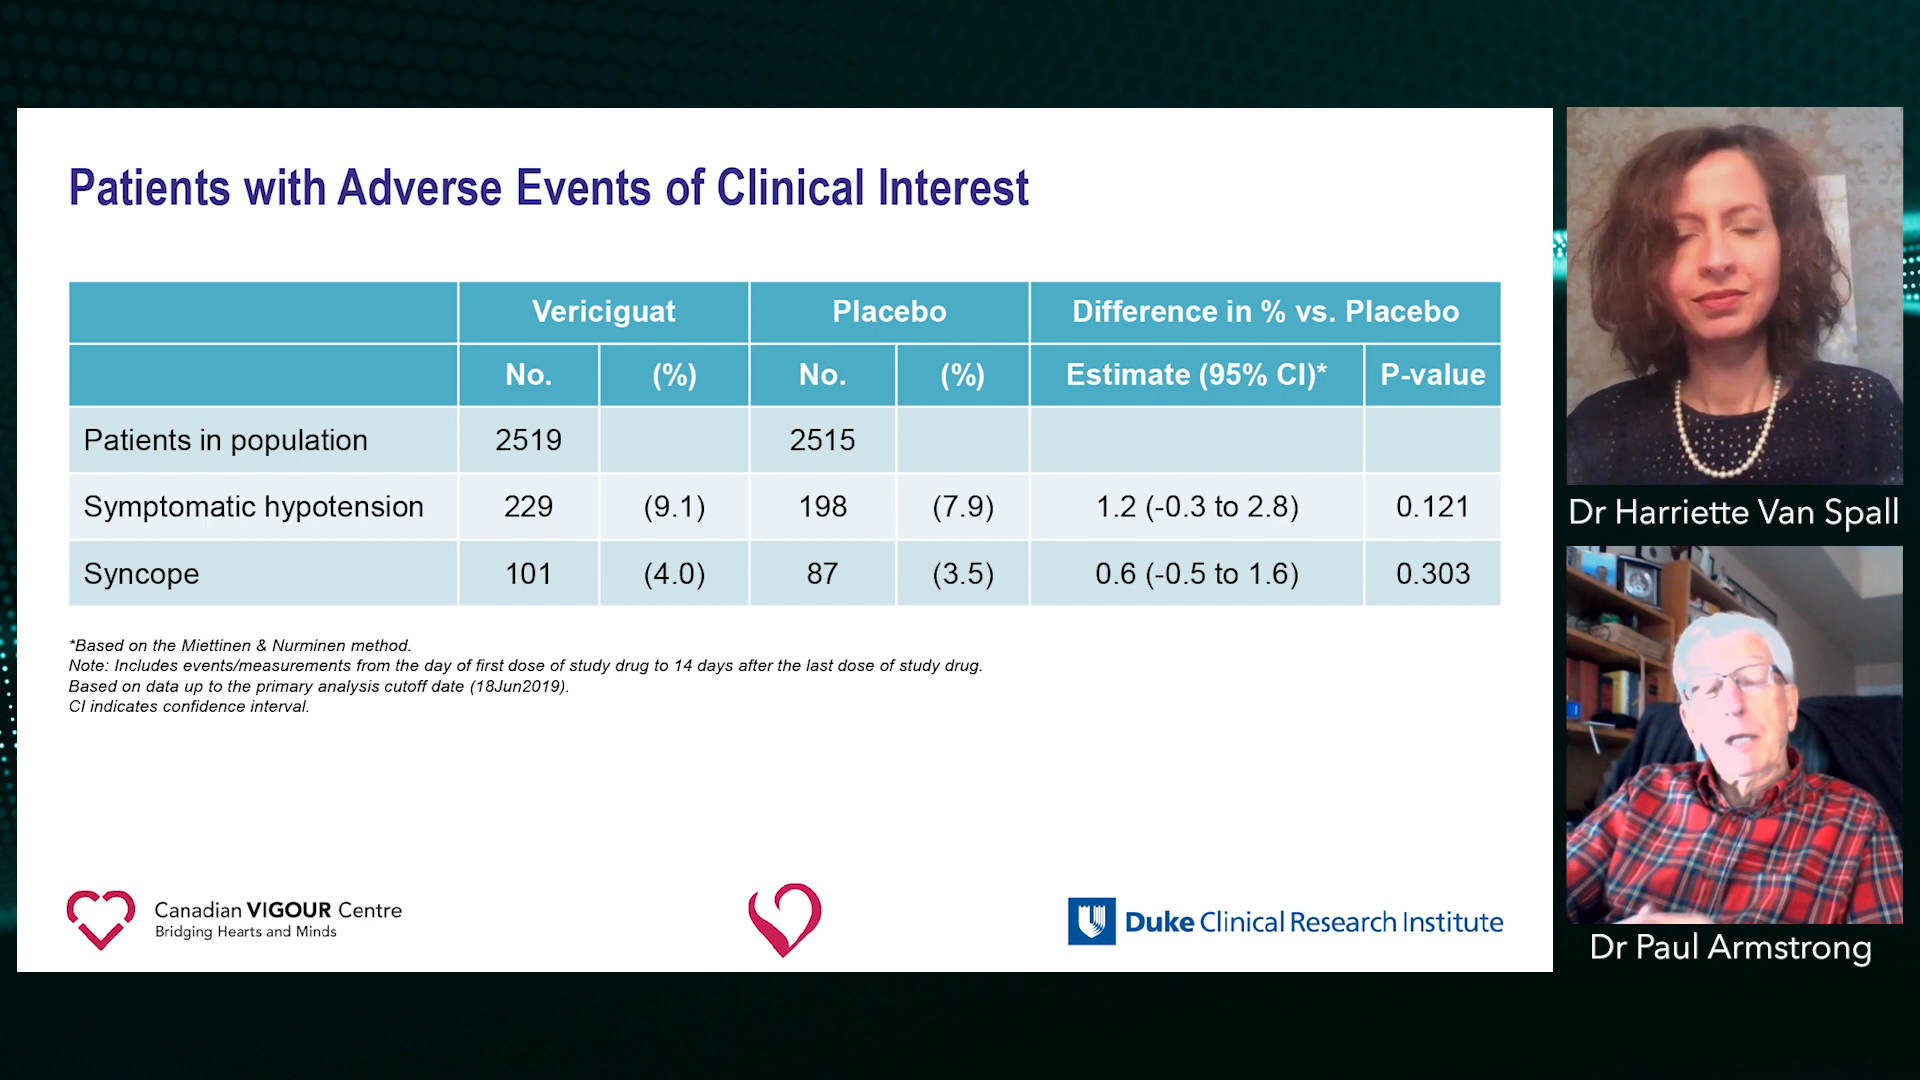 Patients with Adverse Events of Clinical Interest
Vericiguat Placebo Difference in % vs. Placebo
No. (%) No. (%) Estimate (95% CI)* P-value
Patients in population 2519 2515
Symptomatic hypotension 229 (9.1) 198 (7.9) 1.2 (-0.3 to 2.8) 0.121
Syncope 101 (4.0) 87 (3.5) 0.6 (-0.5 to 1.6) 0.303
*Based on the Miettinen & Nurminen method.
Note: Includes events/measurements from the day of first dose of study drug to 14 days after the last dose of study drug.
Based on data up to the primary analysis cutoff date (18Jun2019).
CI indicates confidence interval.
Canadian VIGOUR Centre
Bridging Hearts and Minds
Duke Clinical Research Institute
Dr Harriette Van Spall
Dr Paul Armstrong